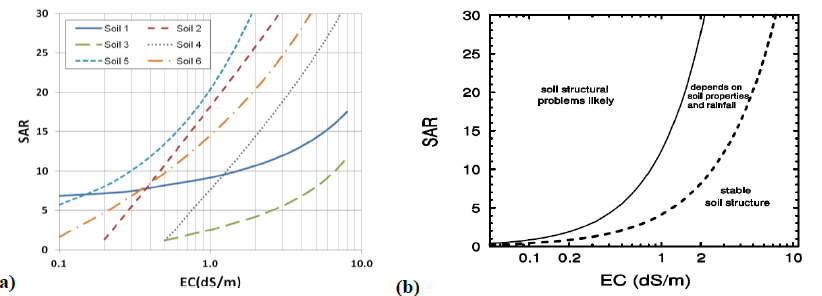 30
25
20
15
10
5
0
SAR
Soil 1 Soil 2
Soil 3 Soil 4
Soil 5 Soil 6
0.1 1.0 10.0
EC(dS/m)
a)
30
25
20
15
10
5
0
SAR
soil structural
problems likely
depends on
soil properties
and rainfall
stable
soil structure
0.1 0.2 1 2 10
EC (dS/m)
(b)